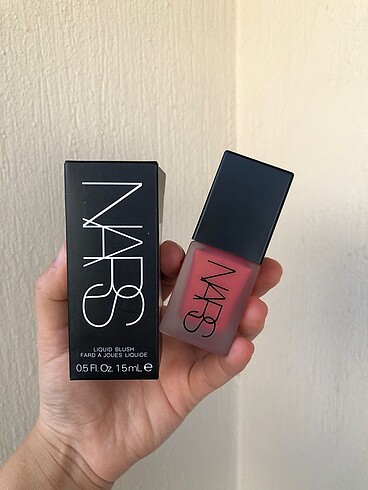 NARS
LIQUID BLUSH
FARD A JOUES LIQUIDE
0.5 Fl. Oz. 15mL e
NARS